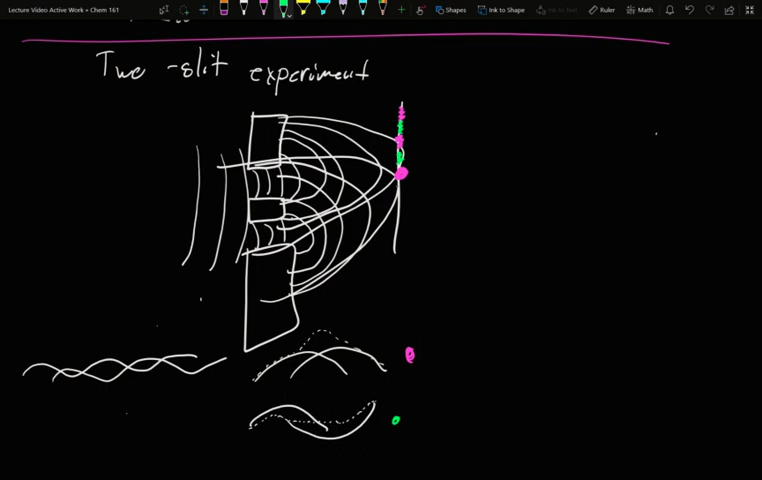 Lecture Video Active Work • Chem 161
Shapes
Ink to Shape
Ink to Text
Ruler
Math
Two-slit experiment